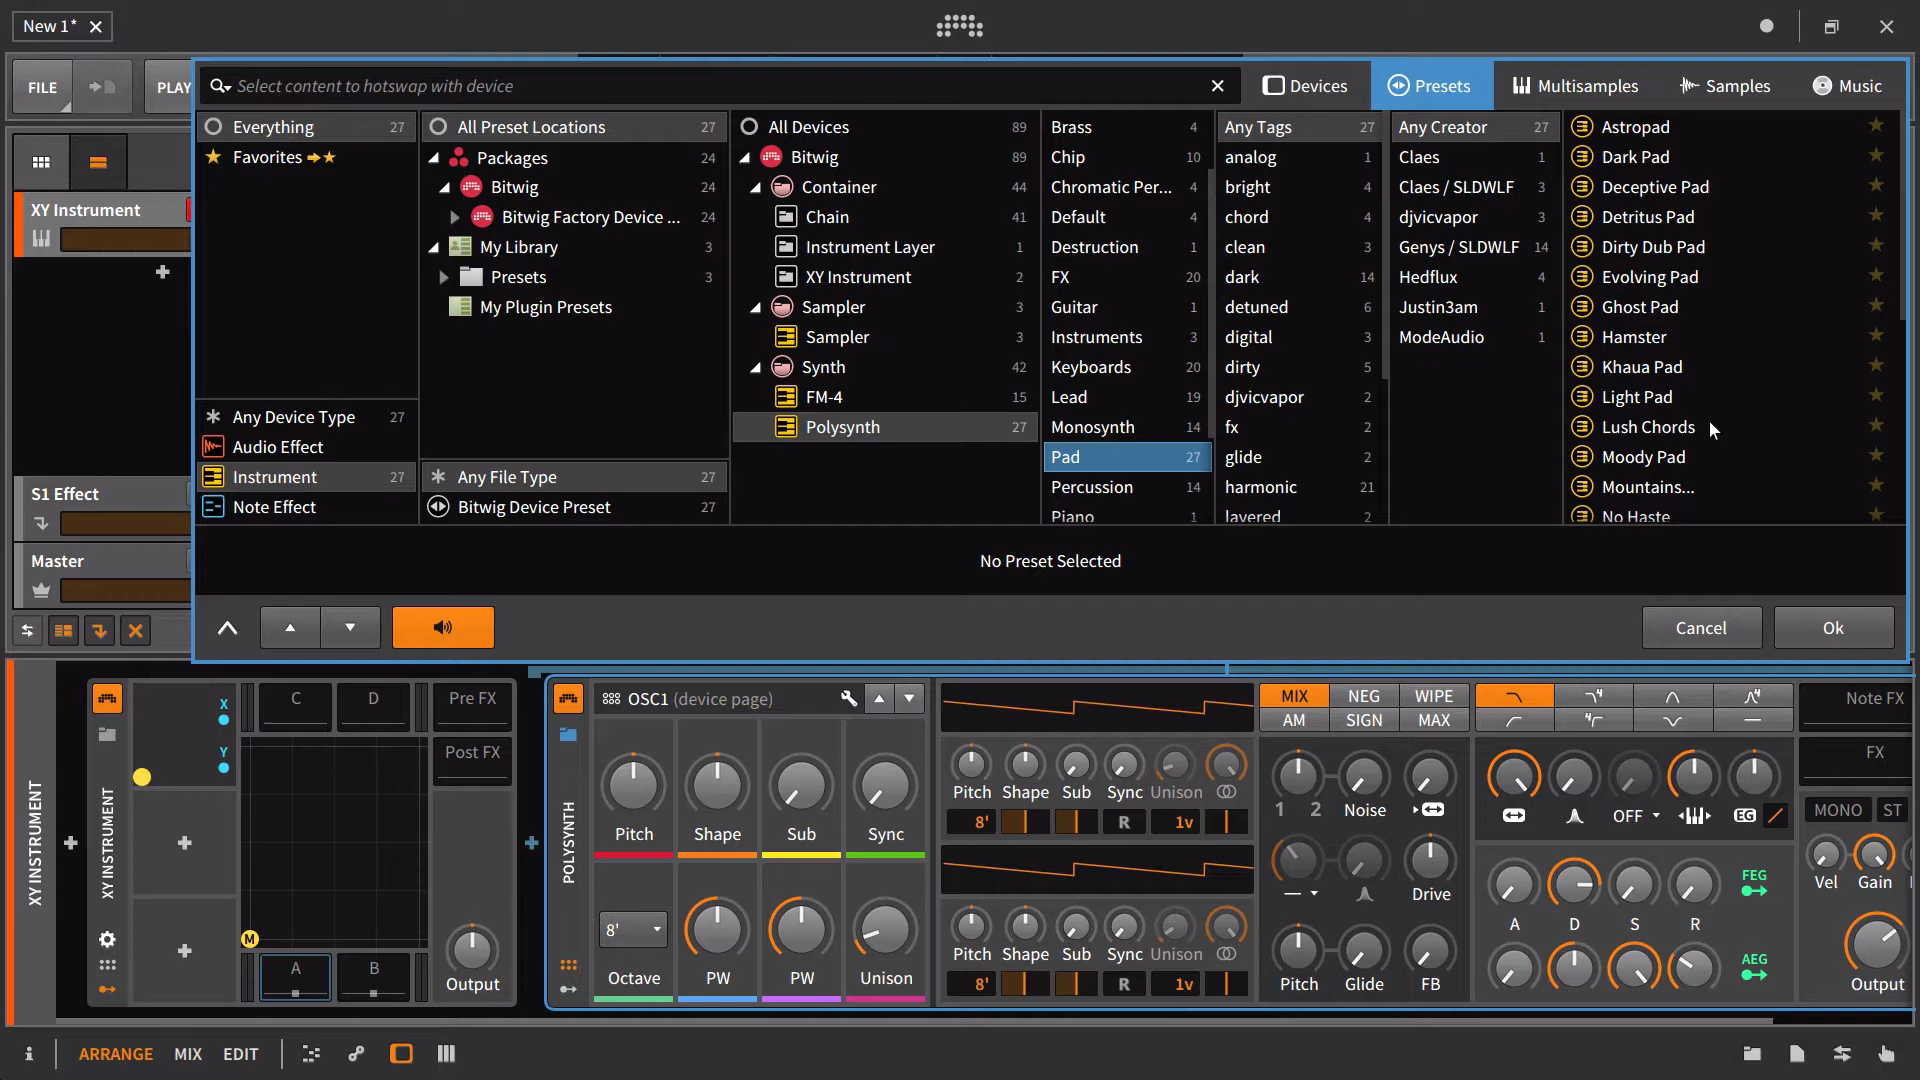 New 1*
FILE
PLAY
Select content to hotswap with device
Devices
Presets
Multisamples
Samples
Music
Everything 27
Favorites
Any Device Type 27
Audio Effect
Instrument 27
Note Effect
All Preset Locations 27
Packages 24
Bitwig 24
Bitwig Factory Device ... 24
My Library 3
Presets 3
My Plugin Presets
Any File Type 27
Bitwig Device Preset 27
All Devices 89
Bitwig 89
Container 44
Chain 41
Instrument Layer 1
XY Instrument 2
Sampler 3
Sampler 3
Synth 42
FM-4 15
Polysynth 27
Brass 4
Chip 10
Chromatic Per... 4
Default 4
Destruction 1
FX 20
Guitar 1
Instruments 3
Keyboards 20
Lead 19
Monosynth 14
Pad 27
Percussion 14
Piano 1
Any Tags 27
analog 1
bright 4
chord 4
clean 3
dark 14
detuned 6
digital 3
dirty 5
djvicvapor 2
fx 2
glide 2
harmonic 21
layered 2
Any Creator 27
Claes 1
Claes / SLDWLF 3
djvicvapor 3
Genys / SLDWLF 14
Hedflux 4
Justin3am 1
ModeAudio 1
Astropad
Dark Pad
Deceptive Pad
Detritus Pad
Dirty Dub Pad
Evolving Pad
Ghost Pad
Hamster
Khaua Pad
Light Pad
Lush Chords
Moody Pad
Mountains...
No Haste
No Preset Selected
Cancel
Ok
XY Instrument
S1 Effect
Master
XY INSTRUMENT
XY INSTRUMENT
X
Y
M
C
D
A
B
Pre FX
Post FX
Output
POLYSYNTH
OSC1 (device page)
Pitch
Shape
Sub
Sync
8'
Octave
PW
PW
Unison
Pitch Shape Sub Sync Unison
8' R 1v
Pitch Shape Sub Sync Unison
8' R 1v
MIX NEG WIPE
AM SIGN MAX
1 2 Noise
Drive
Pitch Glide FB
OFF
EG
A D S R
FEG
AEG
Note FX
FX
MONO ST
Vel Gain
Output
i
ARRANGE MIX EDIT